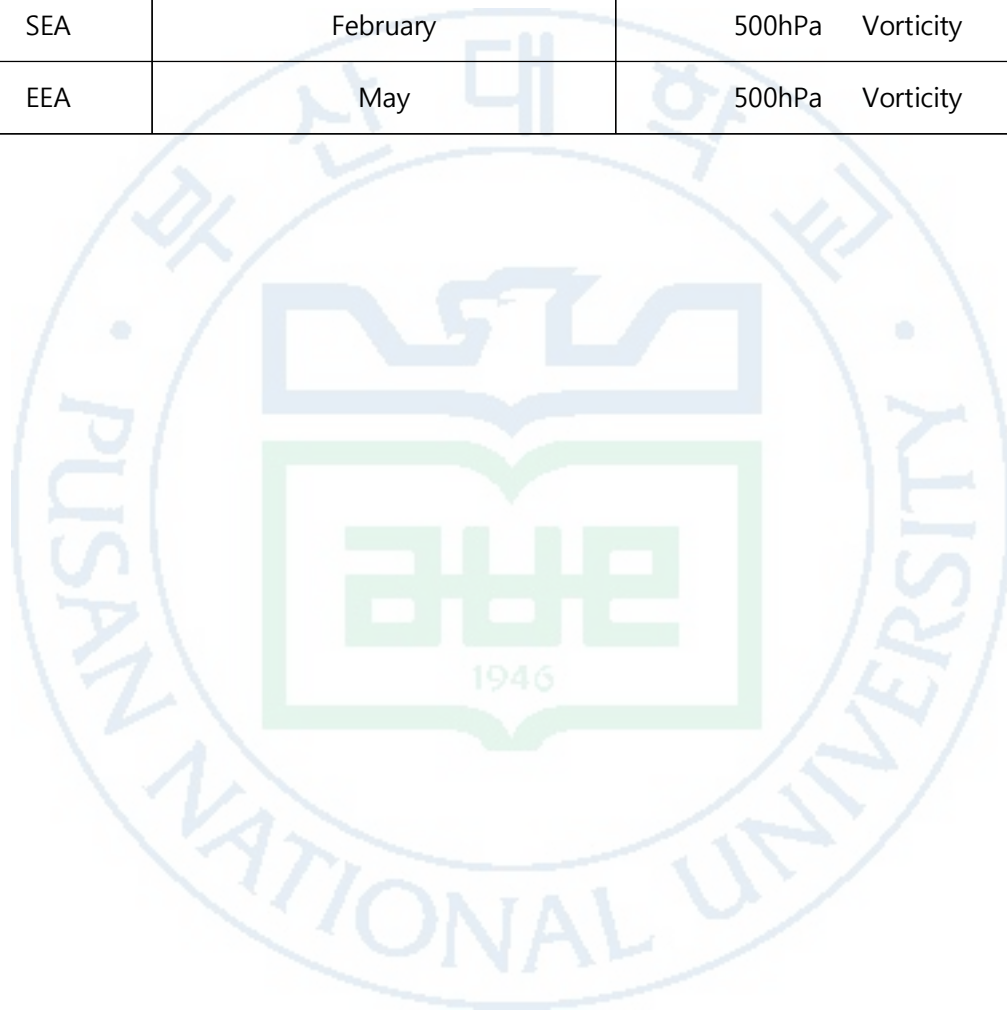 SEA February 500hPa Vorticity
EEA May 500hPa Vorticity
부산대학교
PUSAN NATIONAL UNIVERSITY
1946